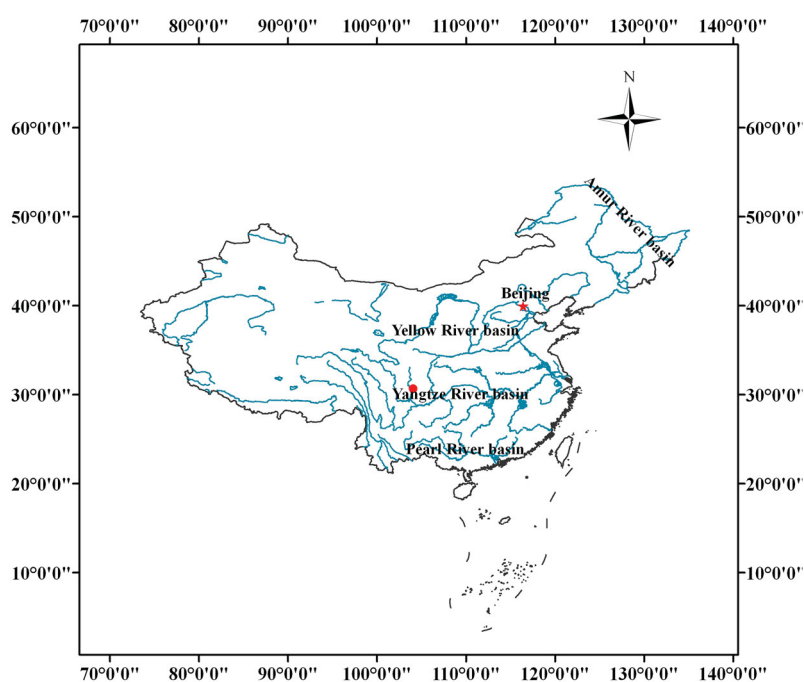 70°0'0" 80°0'0" 90°0'0" 100°0'0" 110°0'0" 120°0'0" 130°0'0" 140°0'0"
N
60°0'0" 60°0'0"
50°0'0" 50°0'0"
Amur River basin
40°0'0" 40°0'0"
Beijing
Yellow River basin
30°0'0" 30°0'0"
Yangtze River basin
Pearl River basin
20°0'0" 20°0'0"
10°0'0" 10°0'0"
70°0'0" 80°0'0" 90°0'0" 100°0'0" 110°0'0" 120°0'0" 130°0'0" 140°0'0"